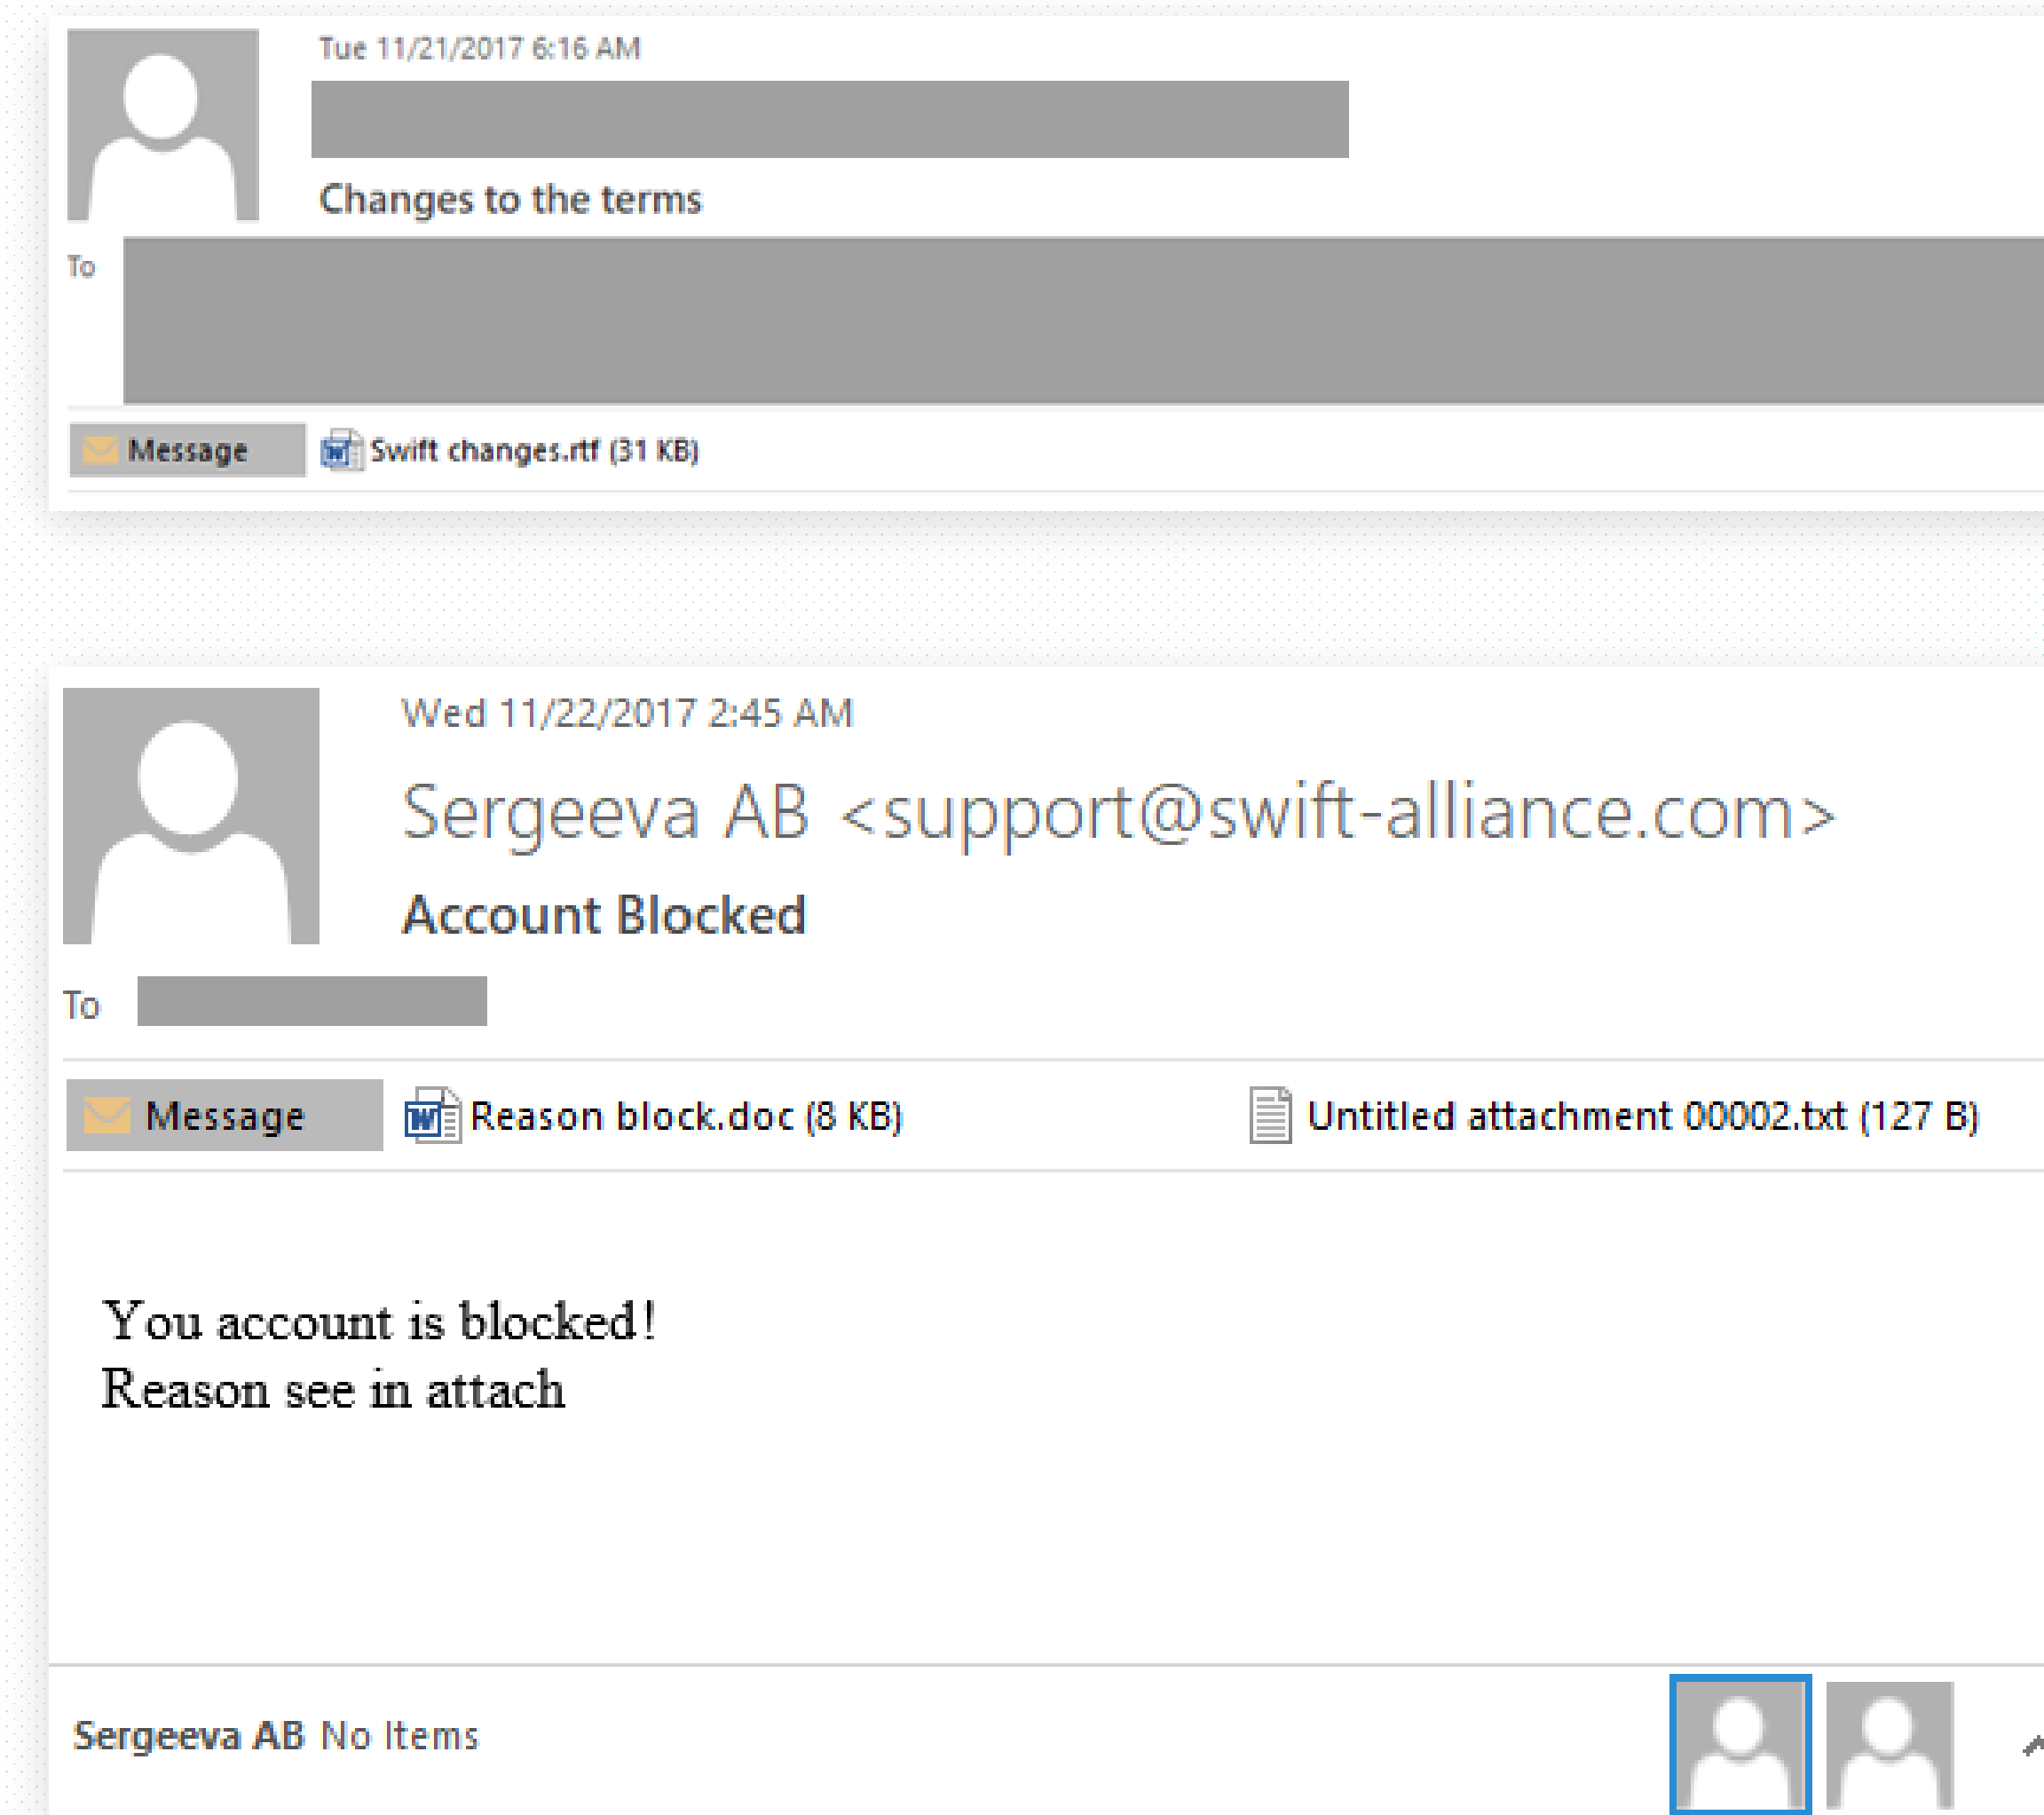 Tue 11/21/2017 6:16 AM
Changes to the terms
To
Message Swift changes.rtf (31 KB)
Wed 11/22/2017 2:45 AM
Sergeeva AB <support@swift-alliance.com>
Account Blocked
To
Message Reason block.doc (8 KB) Untitled attachment 00002.txt (127 B)
You account is blocked!
Reason see in attach
Sergeeva AB No Items